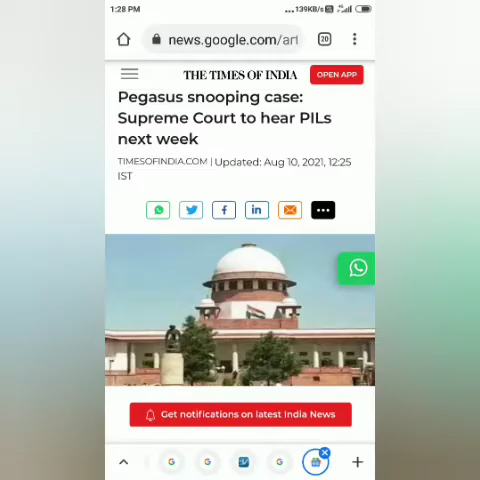 1:28 PM
139KB/s
news.google.com/art
20
THE TIMES OF INDIA
OPEN APP
Pegasus snooping case:
Supreme Court to hear PILs
next week
TIMESOFINDIA.COM | Updated: Aug 10, 2021, 12:25
IST
Get notifications on latest India News